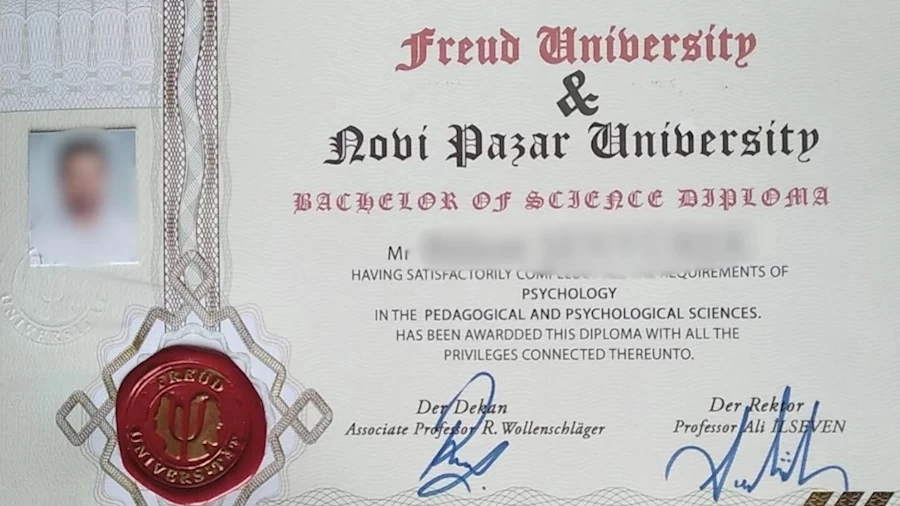 Freud University
&
Novi Pazar University
BACHELOR OF SCIENCE DIPLOMA
Mr
HAVING SATISFACTORILY REQUIREMENTS OF
PSYCHOLOGY
IN THE PEDAGOGICAL AND PSYCHOLOGICAL SCIENCES.
HAS BEEN AWARDDED THIS DIPLOMA WITH ALL THE
PRIVILEGES CONNECTED THEREUNTO.
Der Dekan
Associate Professor R. Wollenschläger
Der Rektor
Professor Ali ILSEVEN
FREUD
UNIVERSITÄT